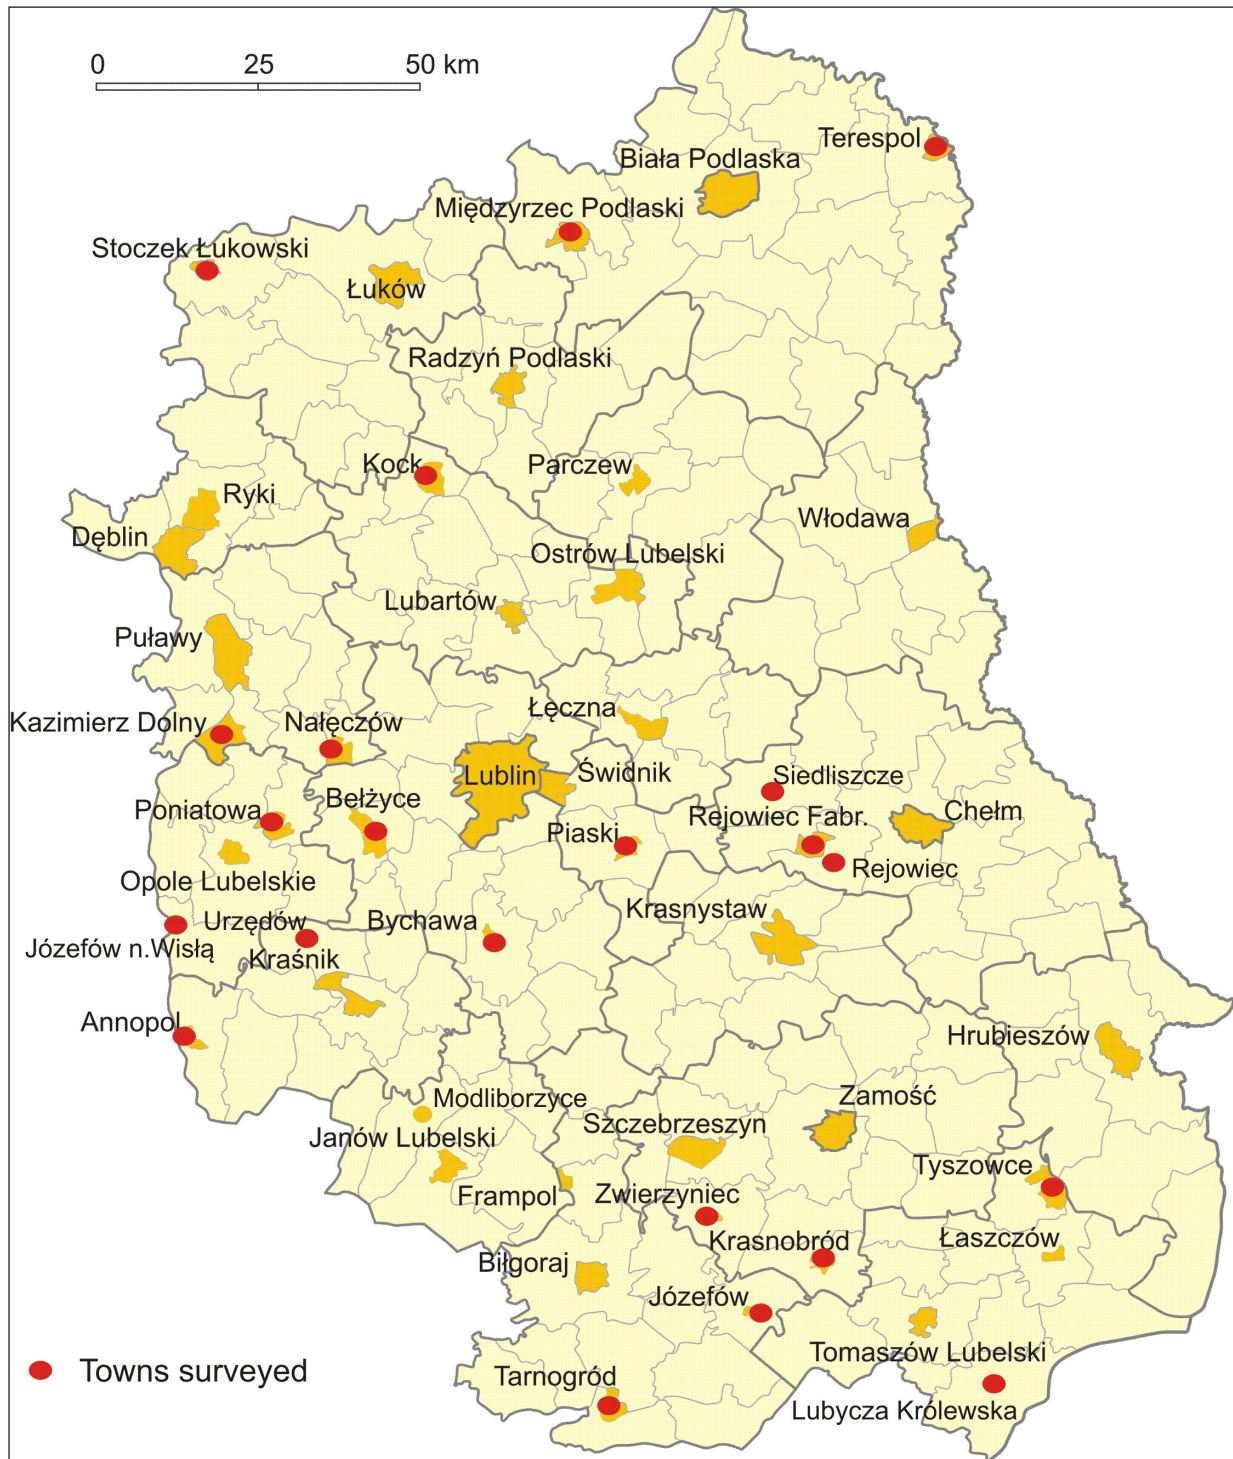 0 25 50 km
Terespol
Biała Podlaska
Międzyrzec Podlaski
Stoczek Łukowski
Łuków
Radzyń Podlaski
Kock
Parczew
Ryki
Włodawa
Dęblin
Ostrów Lubelski
Lubartów
Puławy
Kazimierz Dolny
Nałęczów
Łęczna
Lublin
Świdnik
Siedliszcze
Poniatowa
Bełżyce
Piaski
Rejowiec Fabr.
Chełm
Rejowiec
Opole Lubelskie
Urzędów
Bychawa
Krasnystaw
Józefów n.Wisłą
Kraśnik
Annopol
Hrubieszów
Modliborzyce
Zamość
Szczebrzeszyn
Janów Lubelski
Tyszowce
Frampol
Zwierzyniec
Krasnobród
Łaszczów
Biłgoraj
Józefów
Tomaszów Lubelski
Towns surveyed
Tarnogród
Lubycza Królewska